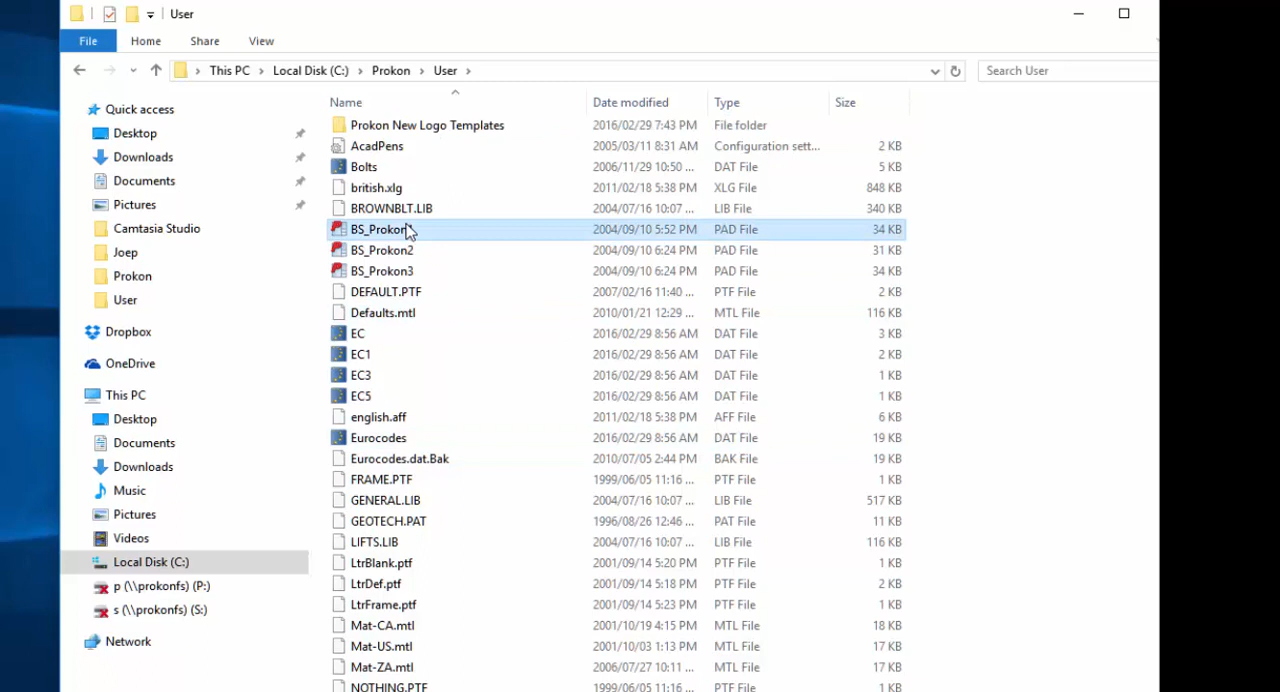 User
File Home Share View
This PC Local Disk (C:) Prokon User Search User
Name Date modified Type Size
Quick access
Desktop
Downloads
Documents
Pictures
Camtasia Studio
Joep
Prokon
User
Dropbox
OneDrive
This PC
Desktop
Documents
Downloads
Music
Pictures
Videos
Local Disk (C:)
p (\\prokonfs) (P:)
s (\\prokonfs) (S:)
Network
Prokon New Logo Templates 2016/02/29 7:43 PM File folder
AcadPens 2005/03/11 8:31 AM Configuration sett... 2 KB
Bolts 2006/11/29 10:50 ... DAT File 5 KB
british.xlg 2011/02/18 5:38 PM XLG File 848 KB
BROWNBLT.LIB 2004/07/16 10:07 ... LIB File 340 KB
BS_Prokon 2004/09/10 5:52 PM PAD File 34 KB
BS_Prokon2 2004/09/10 6:24 PM PAD File 31 KB
BS_Prokon3 2004/09/10 6:24 PM PAD File 34 KB
DEFAULT.PTF 2007/02/16 11:40 ... PTF File 2 KB
Defaults.mtl 2010/01/21 12:29 ... MTL File 116 KB
EC 2016/02/29 8:56 AM DAT File 3 KB
EC1 2016/02/29 8:56 AM DAT File 2 KB
EC3 2016/02/29 8:56 AM DAT File 1 KB
EC5 2016/02/29 8:56 AM DAT File 1 KB
english.aff 2011/02/18 5:38 PM AFF File 6 KB
Eurocodes 2016/02/29 8:56 AM DAT File 19 KB
Eurocodes.dat.Bak 2010/07/05 2:44 PM BAK File 19 KB
FRAME.PTF 1999/06/05 11:16 ... PTF File 1 KB
GENERAL.LIB 2004/07/16 10:07 ... LIB File 517 KB
GEOTECH.PAT 1996/08/26 12:46 ... PAT File 11 KB
LIFTS.LIB 2004/07/16 10:07 ... LIB File 116 KB
LtrBlank.ptf 2001/09/14 5:20 PM PTF File 1 KB
LtrDef.ptf 2001/09/14 5:18 PM PTF File 2 KB
LtrFrame.ptf 2001/09/14 5:23 PM PTF File 1 KB
Mat-CA.mtl 2001/10/19 4:15 PM MTL File 18 KB
Mat-US.mtl 2001/10/03 1:13 PM MTL File 17 KB
Mat-ZA.mtl 2006/07/27 10:11 ... MTL File 17 KB
NOTHING.PTF 1999/06/05 11:16 ... PTF File 1 KB